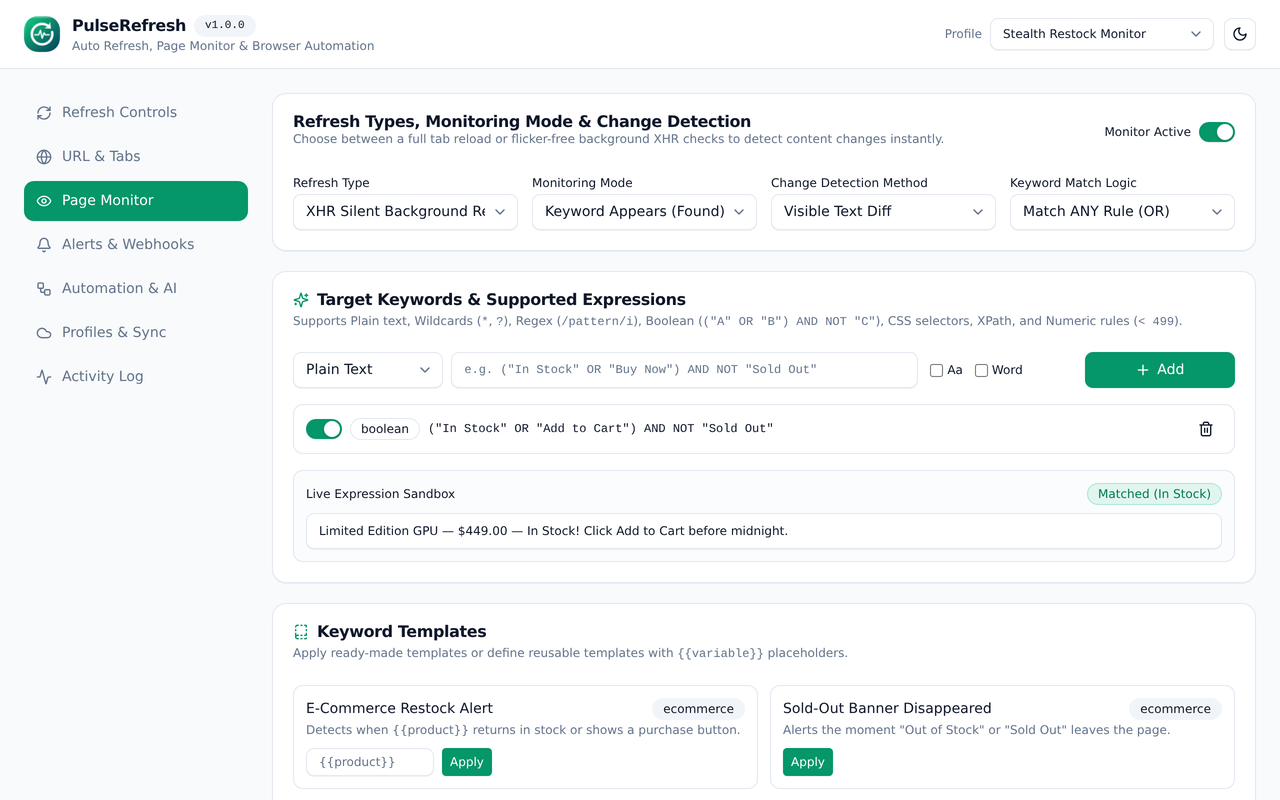 PulseRefresh v1.0.0
Auto Refresh, Page Monitor & Browser Automation
Profile Stealth Restock Monitor
Refresh Controls
URL & Tabs
Page Monitor
Alerts & Webhooks
Automation & AI
Profiles & Sync
Activity Log
Refresh Types, Monitoring Mode & Change Detection
Choose between a full tab reload or flicker-free background XHR checks to detect content changes instantly.
Monitor Active
Refresh Type Monitoring Mode Change Detection Method Keyword Match Logic
XHR Silent Background Re Keyword Appears (Found) Visible Text Diff Match ANY Rule (OR)
Target Keywords & Supported Expressions
Supports Plain text, Wildcards (*, ?), Regex (/pattern/i), Boolean (("A" OR "B") AND NOT "C"), CSS selectors, XPath, and Numeric rules (< 499).
Plain Text e.g. ("In Stock" OR "Buy Now") AND NOT "Sold Out" Aa Word Add
boolean ("In Stock" OR "Add to Cart") AND NOT "Sold Out"
Live Expression Sandbox Matched (In Stock)
Limited Edition GPU — $449.00 — In Stock! Click Add to Cart before midnight.
Keyword Templates
Apply ready-made templates or define reusable templates with {{variable}} placeholders.
E-Commerce Restock Alert ecommerce
Detects when {{product}} returns in stock or shows a purchase button.
{{product}} Apply
Sold-Out Banner Disappeared ecommerce
Alerts the moment "Out of Stock" or "Sold Out" leaves the page.
Apply